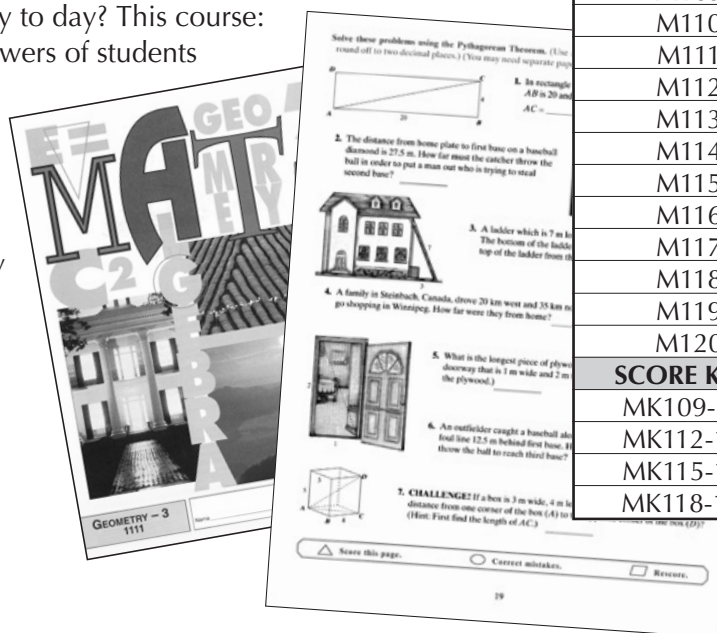 y to day? This course:
wers of students
y
E=
GEO
MATH
METRY
C2
ALGEBRA
GEOMETRY – 3
1111
Name
Solve these problems using the Pythagorean Theorem. (Use
round off to two decimal places.) (You may need separate pap
D
C
A
20
B
1. In rectangle
AB is 20 and
AC =
2. The distance from home plate to first base on a baseball
diamond is 27.5 m. How far must the catcher throw the
ball in order to put a man out who is trying to steal
second base?
3. A ladder which is 7 m lo
The bottom of the ladde
top of the ladder from th
7
3
4. A family in Steinbach, Canada, drove 20 km west and 35 km n
go shopping in Winnipeg. How far were they from home?
5. What is the longest piece of plywo
doorway that is 1 m wide and 2 m
the plywood.)
2
1
6. An outfielder caught a baseball alo
foul line 12.5 m behind first base. H
throw the ball to reach third base?
7. CHALLENGE! If a box is 3 m wide, 4 m le
distance from one corner of the box (A) to
of the box (D)?
(Hint: First find the length of AC.)
A
B
4
C
D
Score this page.
Correct mistakes.
Rescore.
19
M110
M111
M112
M113
M114
M115
M116
M117
M118
M119
M120
SCORE K
MK109-
MK112-
MK115-
MK118-